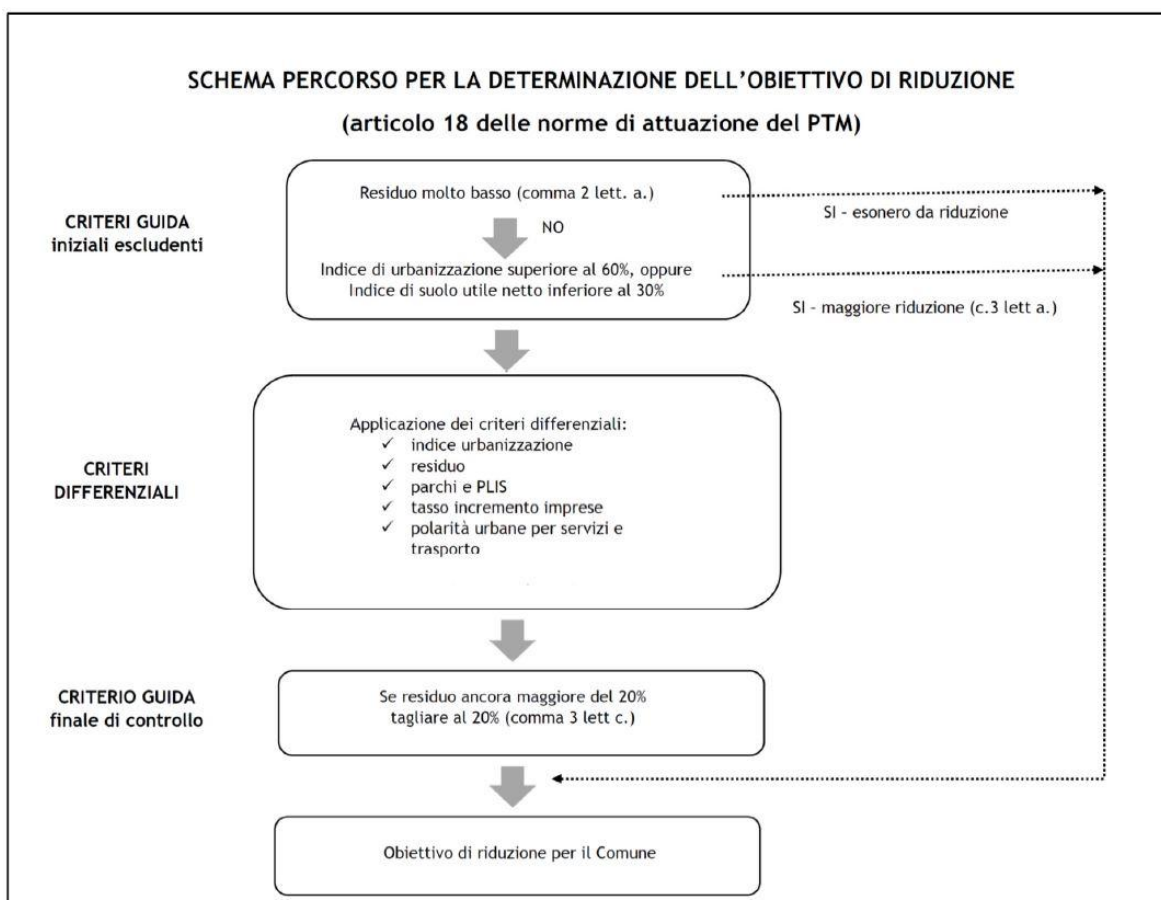 SCHEMA PERCORSO PER LA DETERMINAZIONE DELL'OBIETTIVO DI RIDUZIONE
(articolo 18 delle norme di attuazione del PTM)
CRITERI GUIDA
iniziali escludenti
Residuo molto basso (comma 2 lett. a.)
NO
Indice di urbanizzazione superiore al 60%, oppure
Indice di suolo utile netto inferiore al 30%
SI - esonero da riduzione
SI - maggiore riduzione (c.3 lett a.)
CRITERI
DIFFERENZIALI
Applicazione dei criteri differenziali:
✓ indice urbanizzazione
✓ residuo
✓ parchi e PLIS
✓ tasso incremento imprese
✓ polarità urbane per servizi e
trasporto
CRITERIO GUIDA
finale di controllo
Se residuo ancora maggiore del 20%
tagliare al 20% (comma 3 lett c.)
Obiettivo di riduzione per il Comune